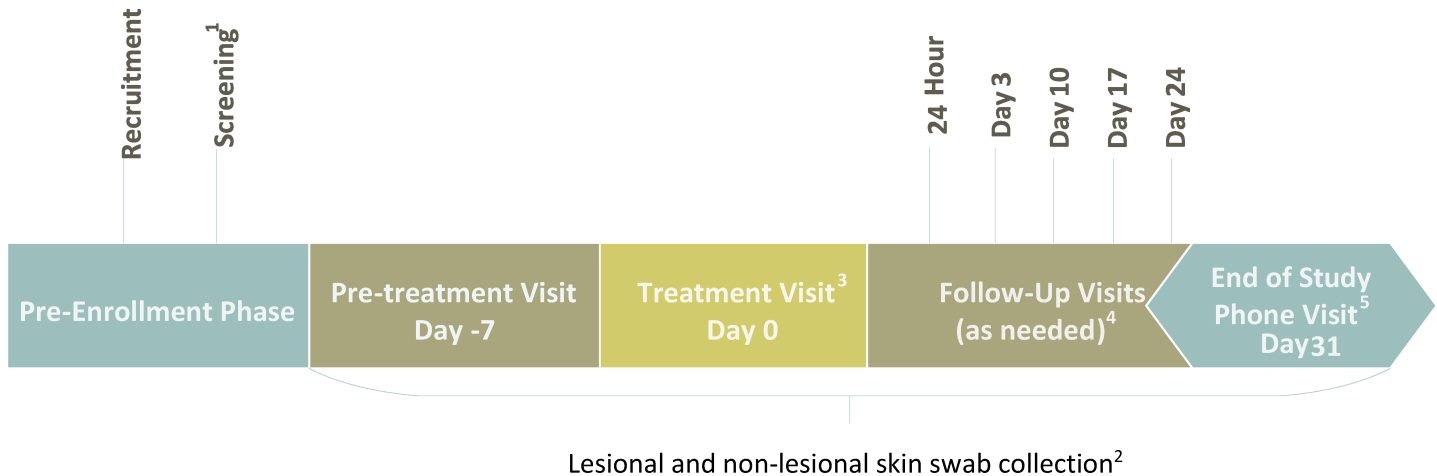 Recruitment
Screening1
24 Hour
Day 3
Day 10
Day 17
Day 24
Pre-Enrollment Phase
Pre-treatment Visit
Day -7
Treatment Visit3
Day 0
Follow-Up Visits
(as needed)4
End of Study
Phone Visit5
Day31
Lesional and non-lesional skin swab collection2